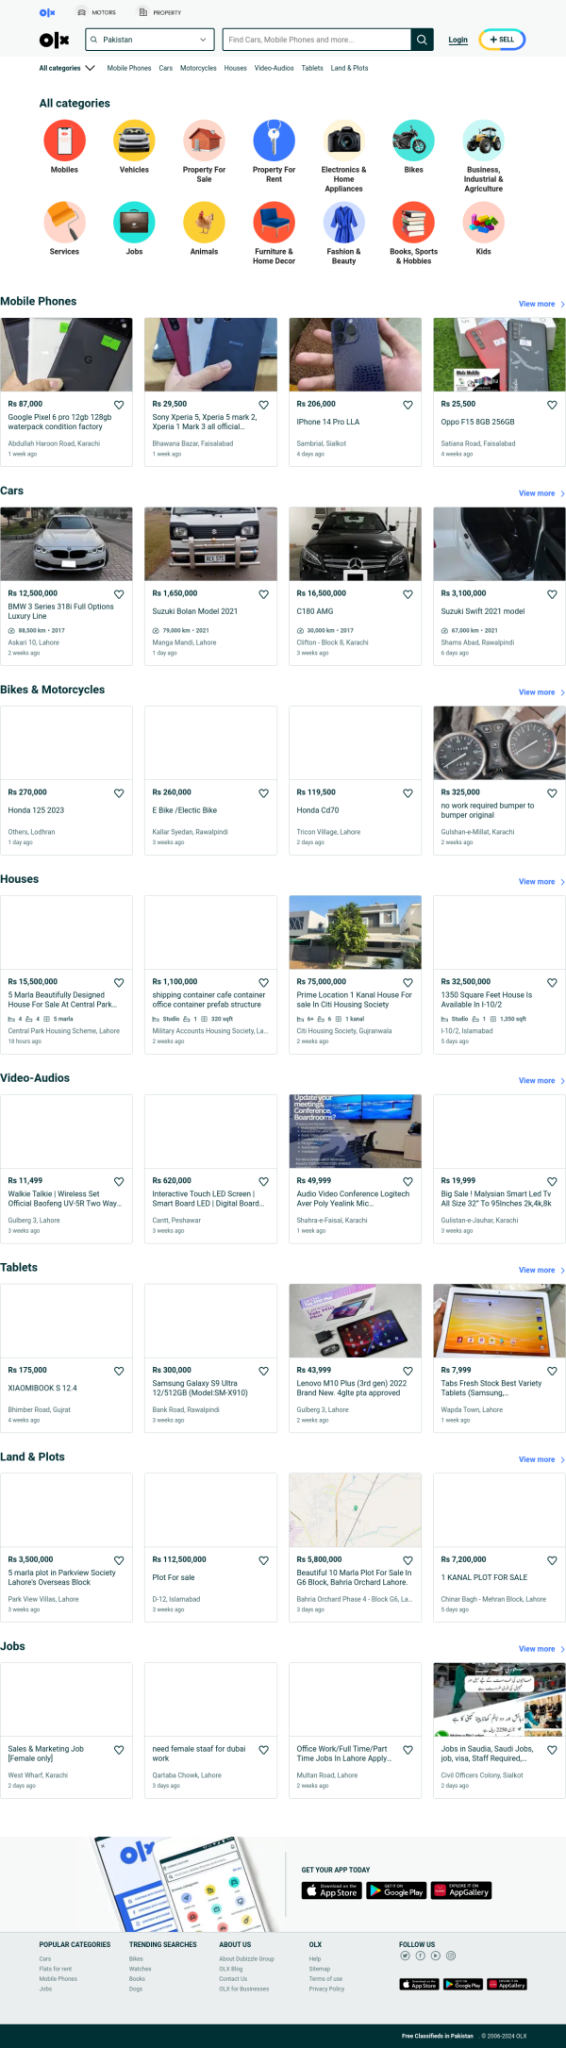 olx
MOTORS
PROPERTY
olx
Pakistan
Find Cars, Mobile Phones and more...
Login
+ SELL
All categories
Mobile Phones
Cars
Motorcycles
Houses
Video-Audios
Tablets
Land & Plots
All categories
Mobiles
Vehicles
Property For
Sale
Property For
Rent
Electronics &
Home
Appliances
Bikes
Business,
Industrial &
Agriculture
Services
Jobs
Animals
Furniture &
Home Decor
Fashion &
Beauty
Books, Sports
& Hobbies
Kids
Mobile Phones
View more
Rs 87,000
Google Pixel 6 pro 12gb 128gb
waterpack condition factory
Abdullah Haroon Road, Karachi
1 week ago
Rs 29,500
Sony Xperia 5, Xperia 5 mark 2,
Xperia 1 Mark 3 all official...
Bhawana Bazar, Faisalabad
1 week ago
Rs 206,000
IPhone 14 Pro LLA
Sambrial, Sialkot
4 days ago
Rs 25,500
Oppo F15 8GB 256GB
Satiana Road, Faisalabad
4 weeks ago
Cars
View more
Rs 12,500,000
BMW 3 Series 318i Full Options
Luxury Line
88,500 km • 2017
Askari 10, Lahore
2 weeks ago
Rs 1,650,000
Suzuki Bolan Model 2021
79,000 km • 2021
Manga Mandi, Lahore
1 day ago
Rs 16,500,000
C180 AMG
30,000 km • 2017
Clifton - Block 8, Karachi
3 weeks ago
Rs 3,100,000
Suzuki Swift 2021 model
67,000 km • 2021
Shams Abad, Rawalpindi
6 days ago
Bikes & Motorcycles
View more
Rs 270,000
Honda 125 2023
Others, Lodhran
1 day ago
Rs 260,000
E Bike /Electic Bike
Kallar Syedan, Rawalpindi
3 weeks ago
Rs 119,500
Honda Cd70
Tricon Village, Lahore
2 days ago
Rs 325,000
no work required bumper to
bumper original
Gulshan-e-Millat, Karachi
2 weeks ago
Houses
View more
Rs 15,500,000
5 Marla Beautifully Designed
House For Sale At Central Park...
4 4 5 marla
Central Park Housing Scheme, Lahore
18 hours ago
Rs 1,100,000
shipping container cafe container
office container prefab structure
Studio 1 320 sqft
Military Accounts Housing Society, La...
2 weeks ago
Rs 75,000,000
Prime Location 1 Kanal House For
sale In Citi Housing Society
6+ 6 1 kanal
Citi Housing Society, Gujranwala
2 weeks ago
Rs 32,500,000
1350 Square Feet House Is
Available In I-10/2
Studio 1 1,350 sqft
I-10/2, Islamabad
5 days ago
Video-Audios
View more
Update your
meetings,
Conference,
Boardrooms?
Rs 11,499
Walkie Talkie | Wireless Set
Official Baofeng UV-5R Two Way...
Gulberg 3, Lahore
3 weeks ago
Rs 620,000
Interactive Touch LED Screen |
Smart Board LED | Digital Board...
Cantt, Peshawar
3 weeks ago
Rs 49,999
Audio Video Conference Logitech
Aver Poly Yealink Mic...
Shahra-e-Faisal, Karachi
1 week ago
Rs 19,999
Big Sale ! Malysian Smart Led Tv
All Size 32" To 95Inches 2k,4k,8k
Gulistan-e-Jauhar, Karachi
3 weeks ago
Tablets
View more
Rs 175,000
XIAOMIBOOK S 12.4
Bhimber Road, Gujrat
4 weeks ago
Rs 300,000
Samsung Galaxy S9 Ultra
12/512GB (Model:SM-X910)
Bank Road, Rawalpindi
3 weeks ago
Rs 43,999
Lenovo M10 Plus (3rd gen) 2022
Brand New. 4glte pta approved
Gulberg 3, Lahore
2 weeks ago
Rs 7,999
Tabs Fresh Stock Best Variety
Tablets (Samsung,...
Wapda Town, Lahore
1 week ago
Land & Plots
View more
Rs 3,500,000
5 marla plot in Parkview Society
Lahore's Overseas Block
Park View Villas, Lahore
3 weeks ago
Rs 112,500,000
Plot For sale
D-12, Islamabad
3 weeks ago
Rs 5,800,000
Beautiful 10 Marla Plot For Sale In
G6 Block, Bahria Orchard Lahore.
Bahria Orchard Phase 4 - Block G6, La...
3 days ago
Rs 7,200,000
1 KANAL PLOT FOR SALE
Chinar Bagh - Mehran Block, Lahore
5 days ago
Jobs
View more
Sales & Marketing Job
[Female only]
West Wharf, Karachi
2 days ago
need female staaf for dubai
work
Qartaba Chowk, Lahore
3 days ago
Office Work/Full Time/Part
Time Jobs In Lahore Apply...
Multan Road, Lahore
2 weeks ago
Jobs in Saudia, Saudi Jobs,
job, visa, Staff Required,...
Civil Officers Colony, Sialkot
2 days ago
olx
GET YOUR APP TODAY
Download on the
App Store
GET IT ON
Google Play
EXPLORE IT ON
AppGallery
POPULAR CATEGORIES
Cars
Flats for rent
Mobile Phones
Jobs
TRENDING SEARCHES
Bikes
Watches
Books
Dogs
ABOUT US
About Dubizzle Group
OLX Blog
Contact Us
OLX for Businesses
OLX
Help
Sitemap
Terms of use
Privacy Policy
FOLLOW US
App Store
Google Play
AppGallery
Free Classifieds in Pakistan . © 2006-2024 OLX